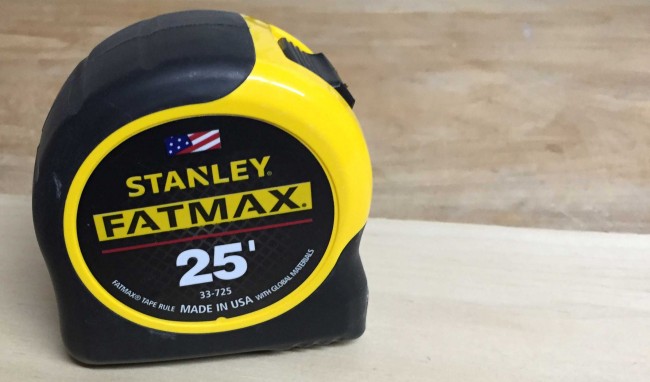 STANLEY®
FATMAX®
25'
33-725
FATMAX® TAPE RULE MADE IN USA WITH GLOBAL MATERIALS